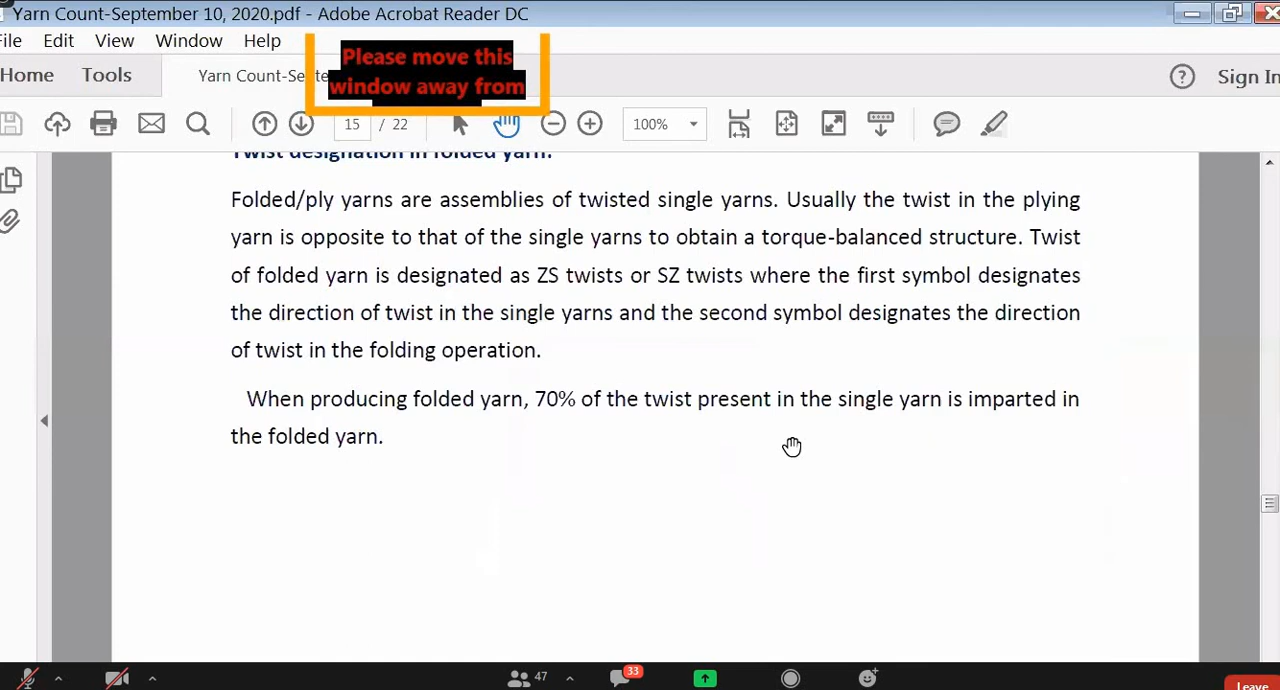 Yarn Count-September 10, 2020.pdf - Adobe Acrobat Reader DC
File Edit View Window Help
Please move this
window away from
Home Tools Yarn Count-Septe
Sign In
15 / 22 100%
Twist designation in folded yarn:
Folded/ply yarns are assemblies of twisted single yarns. Usually the twist in the plying
yarn is opposite to that of the single yarns to obtain a torque-balanced structure. Twist
of folded yarn is designated as ZS twists or SZ twists where the first symbol designates
the direction of twist in the single yarns and the second symbol designates the direction
of twist in the folding operation.
When producing folded yarn, 70% of the twist present in the single yarn is imparted in
the folded yarn.
47 33
Leave